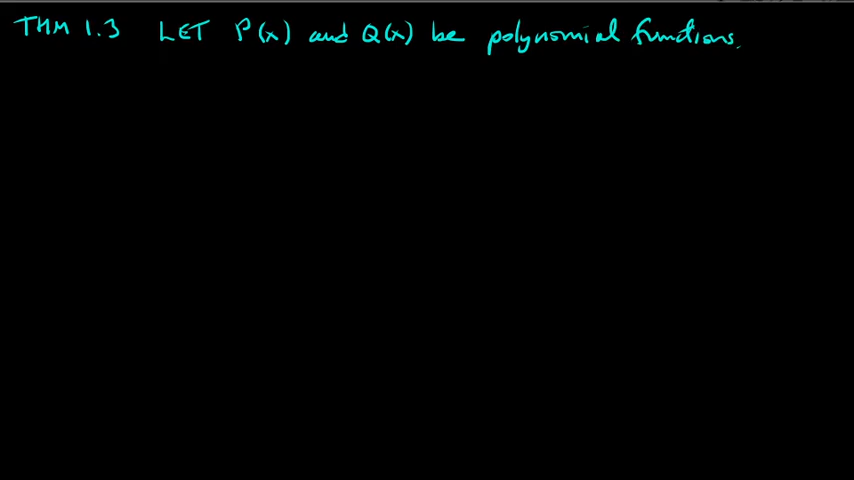 THM 1.3 LET P(x) and Q(x) be polynomial functions.